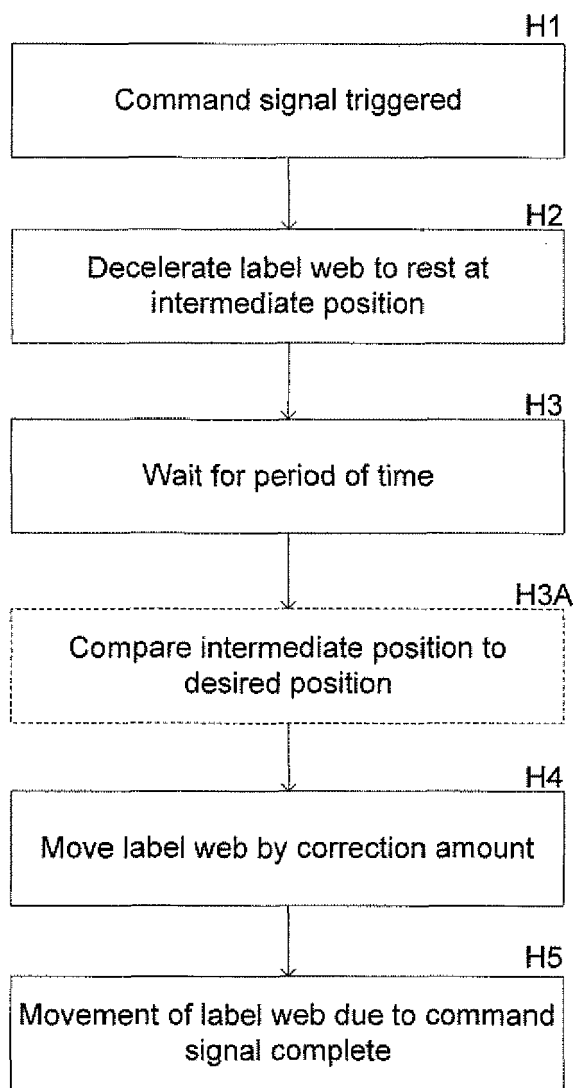 H1
Command signal triggered
H2
Decelerate label web to rest at
intermediate position
H3
Wait for period of time
H3A
Compare intermediate position to
desired position
H4
Move label web by correction amount
H5
Movement of label web due to command
signal complete